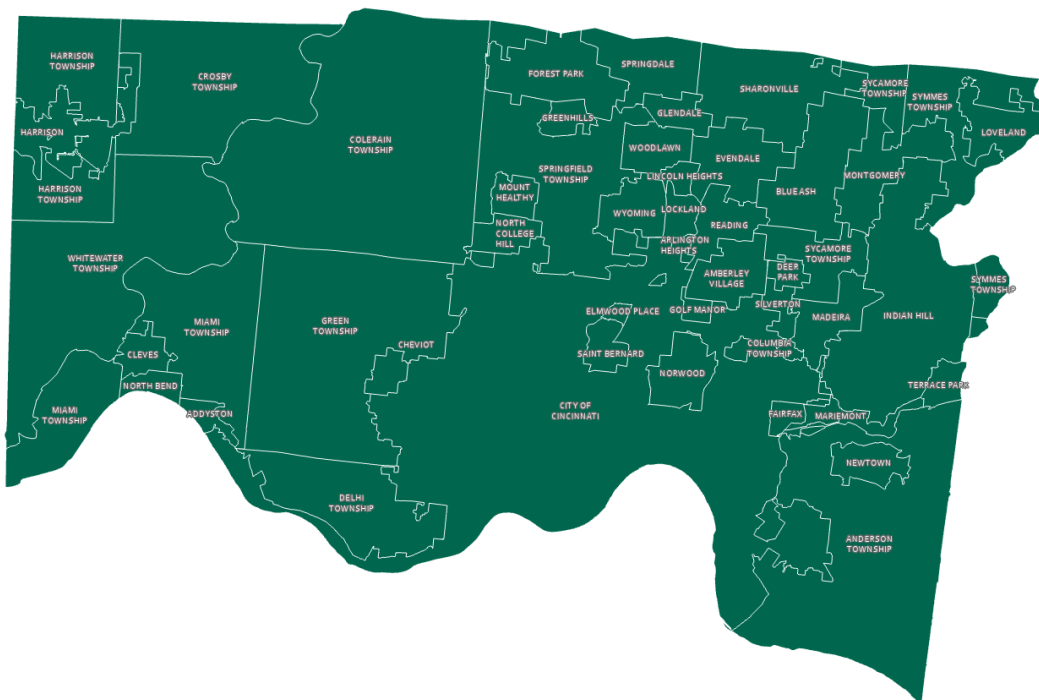 HARRISON
TOWNSHIP
CROSBY
TOWNSHIP
HARRISON
HARRISON
TOWNSHIP
COLERAIN
TOWNSHIP
FOREST PARK
SPRINGDALE
SHARONVILLE
SYCAMORE
TOWNSHIP
SYMMES
TOWNSHIP
LOVELAND
GREENHILLS
GLENDALE
WOODLAWN
EVENDALE
SPRINGFIELD
TOWNSHIP
LINCOLN HEIGHTS
MONTGOMERY
MOUNT
HEALTHY
BLUE ASH
WYOMING
LOCKLAND
READING
NORTH
COLLEGE
HILL
ARLINGTON
HEIGHTS
SYCAMORE
TOWNSHIP
WHITEWATER
TOWNSHIP
AMBERLEY
VILLAGE
DEER
PARK
SYMMES
TOWNSHIP
MIAMI
TOWNSHIP
GREEN
TOWNSHIP
ELMWOOD PLACE
GOLF MANOR
SILVERTON
MADEIRA
INDIAN HILL
CHEVIOT
CLEVES
SAINT BERNARD
COLUMBIA
TOWNSHIP
NORWOOD
NORTH BEND
TERRACE PARK
MIAMI
TOWNSHIP
ADDYSTON
CITY OF
CINCINNATI
FAIRFAX
MARIEMONT
NEWTOWN
DELHI
TOWNSHIP
ANDERSON
TOWNSHIP